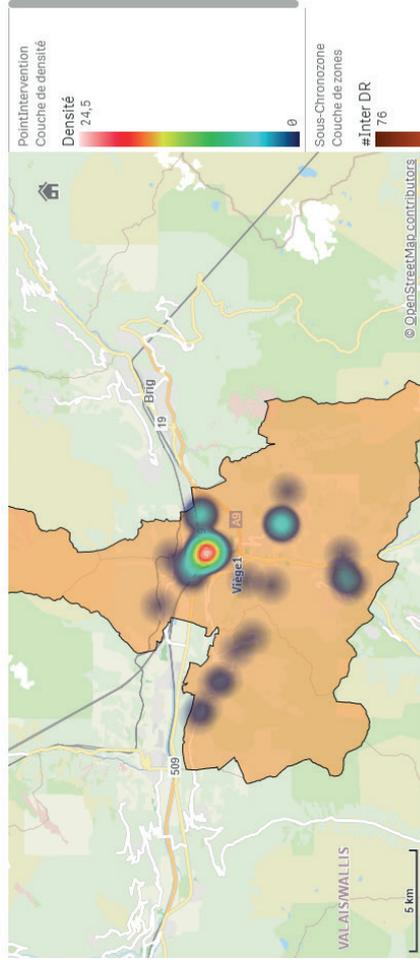 PointIntervention
Couche de densité
Densité
24,5
0
Sous-Chronozone
Couche de zones
#Inter DR
76
Brig
19
A9
Viège1
509
VALAIS/WALLIS
5 km
© OpenStreetMap contributors